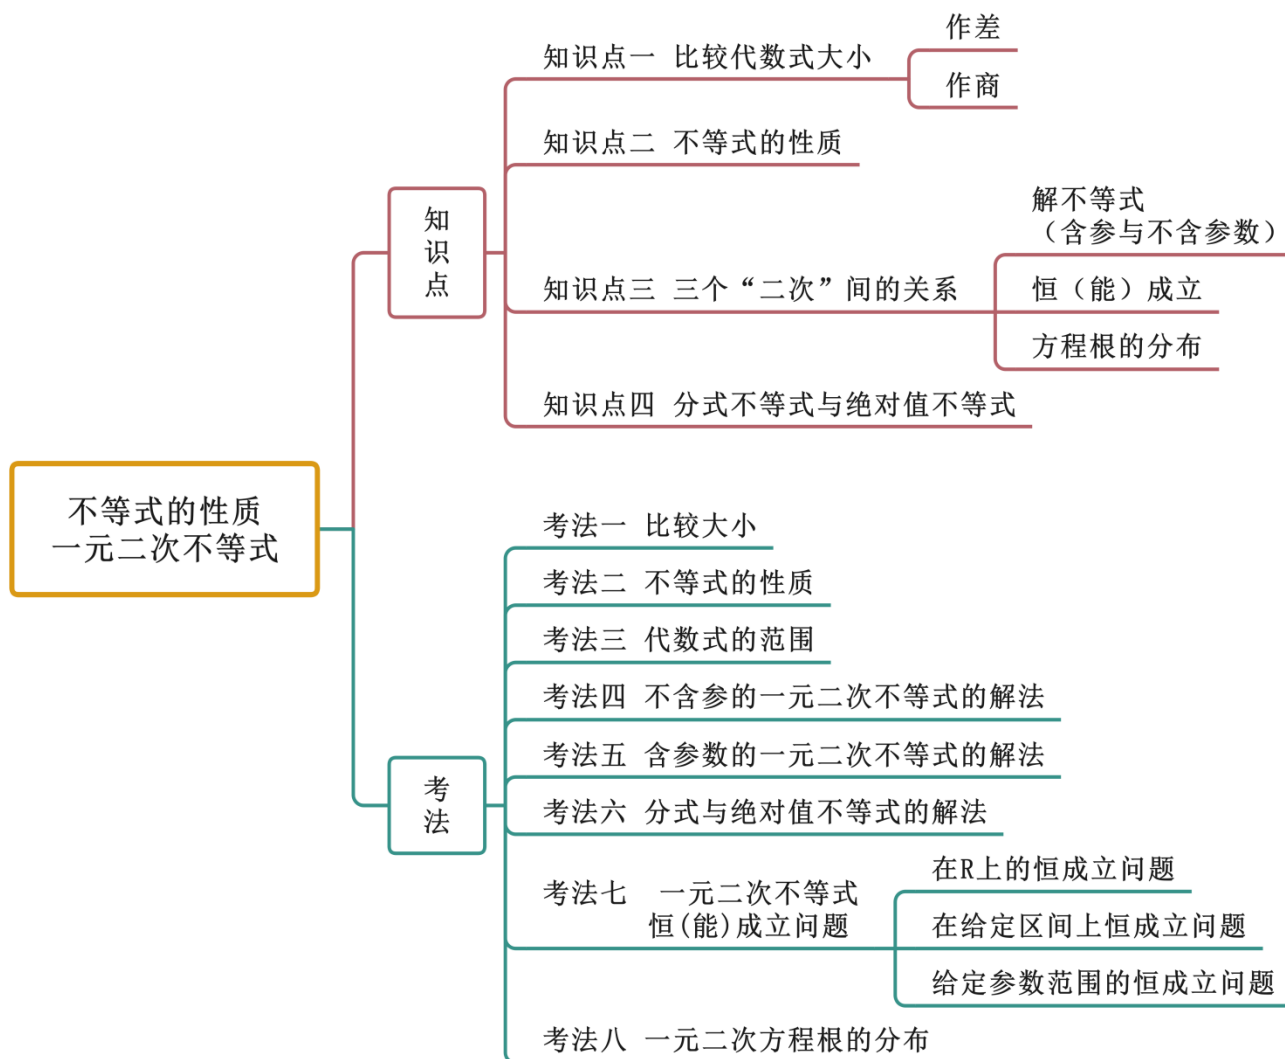 不等式的性质
一元二次不等式
知
识
点
知识点一 比较代数式大小
作差
作商
知识点二 不等式的性质
知识点三 三个“二次”间的关系
解不等式
（含参与不含参数）
恒（能）成立
方程根的分布
知识点四 分式不等式与绝对值不等式
考
法
考法一 比较大小
考法二 不等式的性质
考法三 代数式的范围
考法四 不含参的一元二次不等式的解法
考法五 含参数的一元二次不等式的解法
考法六 分式与绝对值不等式的解法
考法七 一元二次不等式
恒(能)成立问题
在R上的恒成立问题
在给定区间上恒成立问题
给定参数范围的恒成立问题
考法八 一元二次方程根的分布